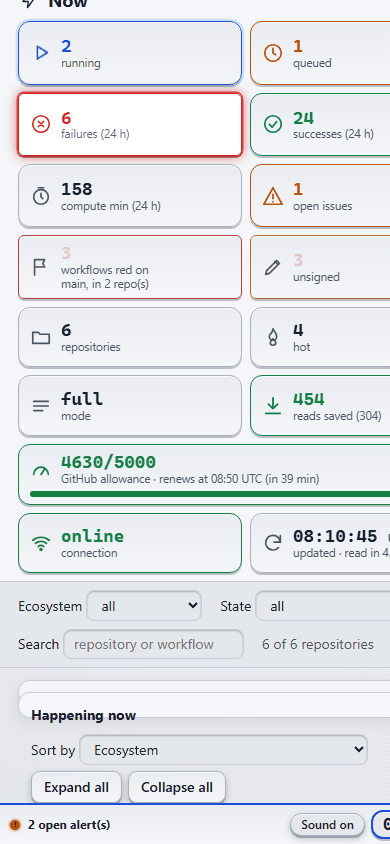 Now
2
running
1
queued
6
failures (24 h)
24
successes (24 h)
158
compute min (24 h)
1
open issues
3
workflows red on
main, in 2 repo(s)
3
unsigned
6
repositories
4
hot
full
mode
454
reads saved (304)
4630/5000
GitHub allowance · renews at 08:50 UTC (in 39 min)
online
connection
08:10:45
updated · read in 4
Ecosystem all State all
Search repository or workflow 6 of 6 repositories
Happening now
Sort by Ecosystem
Expand all Collapse all
2 open alert(s) Sound on